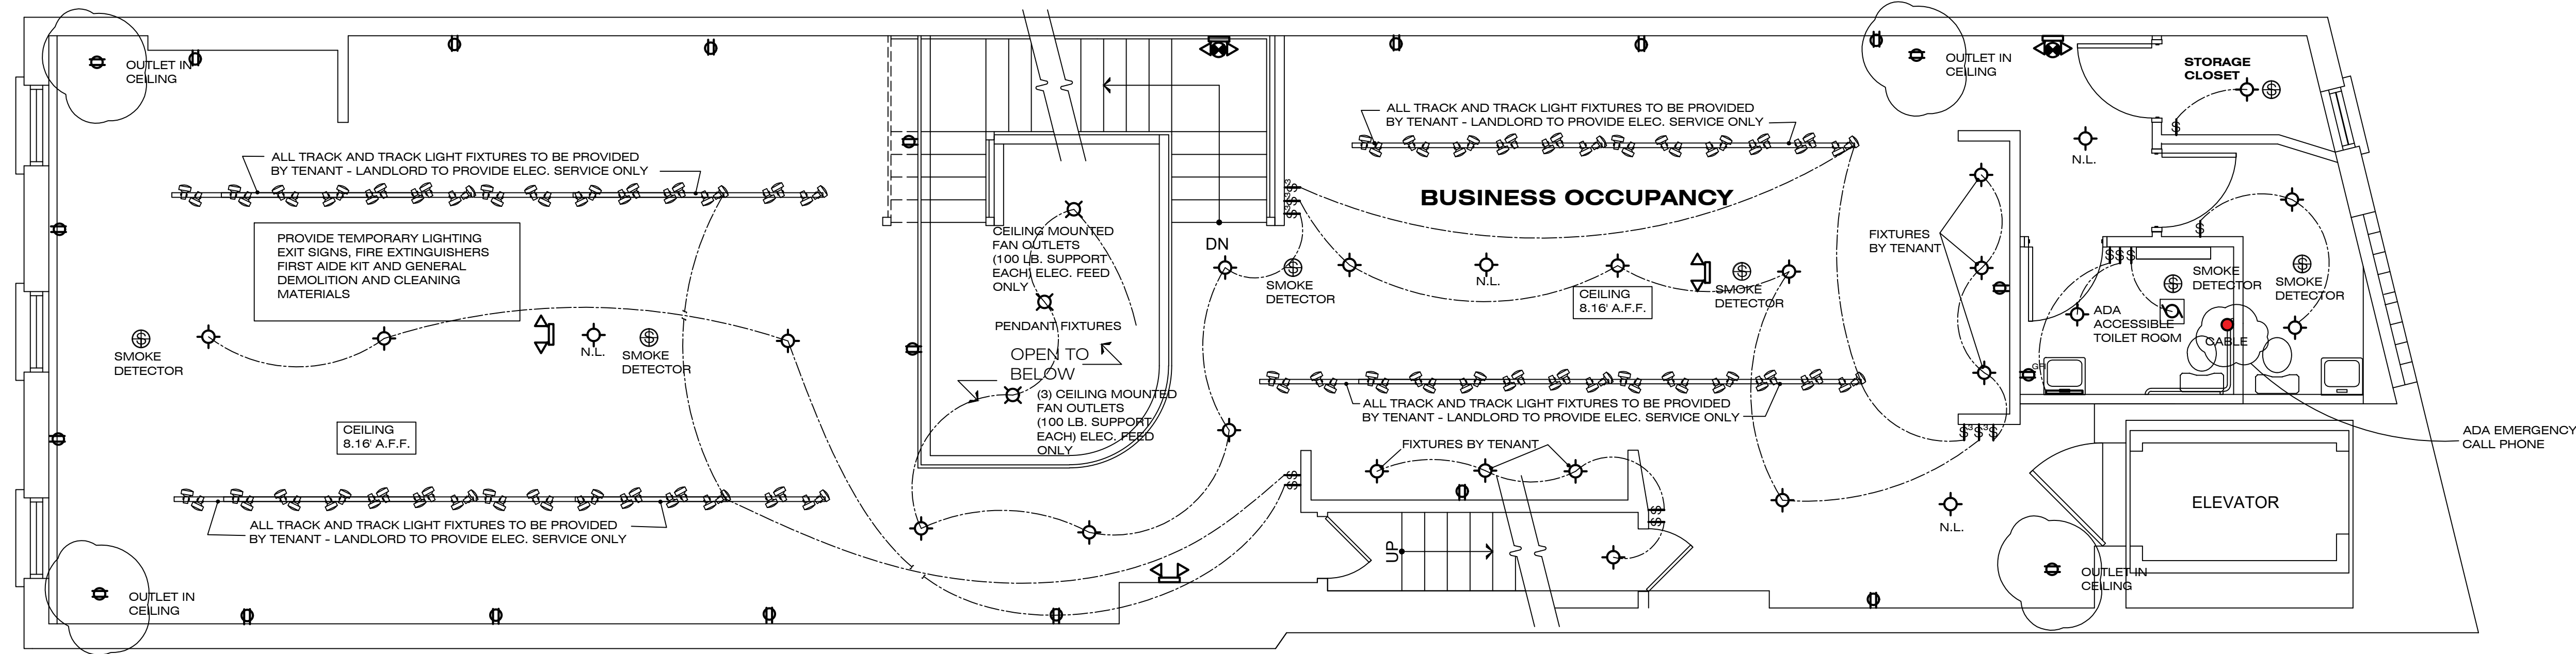 OUTLET IN
CEILING
ALL TRACK AND TRACK LIGHT FIXTURES TO BE PROVIDED
BY TENANT - LANDLORD TO PROVIDE ELEC. SERVICE ONLY
PROVIDE TEMPORARY LIGHTING
EXIT SIGNS, FIRE EXTINGUISHERS
FIRST AIDE KIT AND GENERAL
DEMOLITION AND CLEANING
MATERIALS
SMOKE
DETECTOR
N.L.
SMOKE
DETECTOR
CEILING
8.16' A.F.F.
ALL TRACK AND TRACK LIGHT FIXTURES TO BE PROVIDED
BY TENANT - LANDLORD TO PROVIDE ELEC. SERVICE ONLY
OUTLET IN
CEILING
CEILING MOUNTED
FAN OUTLETS
(100 LB. SUPPORT
EACH) ELEC. FEED
ONLY
PENDANT FIXTURES
OPEN TO
BELOW
(3) CEILING MOUNTED
FAN OUTLETS
(100 LB. SUPPORT
EACH) ELEC. FEED
ONLY
DN
SMOKE
DETECTOR
ALL TRACK AND TRACK LIGHT FIXTURES TO BE PROVIDED
BY TENANT - LANDLORD TO PROVIDE ELEC. SERVICE ONLY
BUSINESS OCCUPANCY
N.L.
CEILING
8.16' A.F.F.
SMOKE
DETECTOR
ALL TRACK AND TRACK LIGHT FIXTURES TO BE PROVIDED
BY TENANT - LANDLORD TO PROVIDE ELEC. SERVICE ONLY
FIXTURES BY TENANT
UP
OUTLET IN
CEILING
FIXTURES
BY TENANT
N.L.
STORAGE
CLOSET
$
$
$$$
SMOKE
DETECTOR
SMOKE
DETECTOR
ADA
ACCESSIBLE
TOILET ROOM
CABLE
GFI
N.L.
OUTLET IN
CEILING
ELEVATOR
ADA EMERGENCY
CALL PHONE